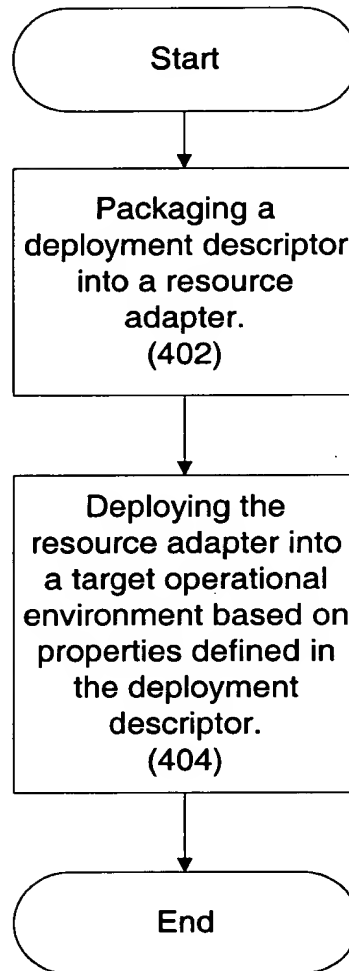 Start
Packaging a
deployment descriptor
into a resource
adapter.
(402)
Deploying the
resource adapter into
a target operational
environment based on
properties defined in
the deployment
descriptor.
(404)
End